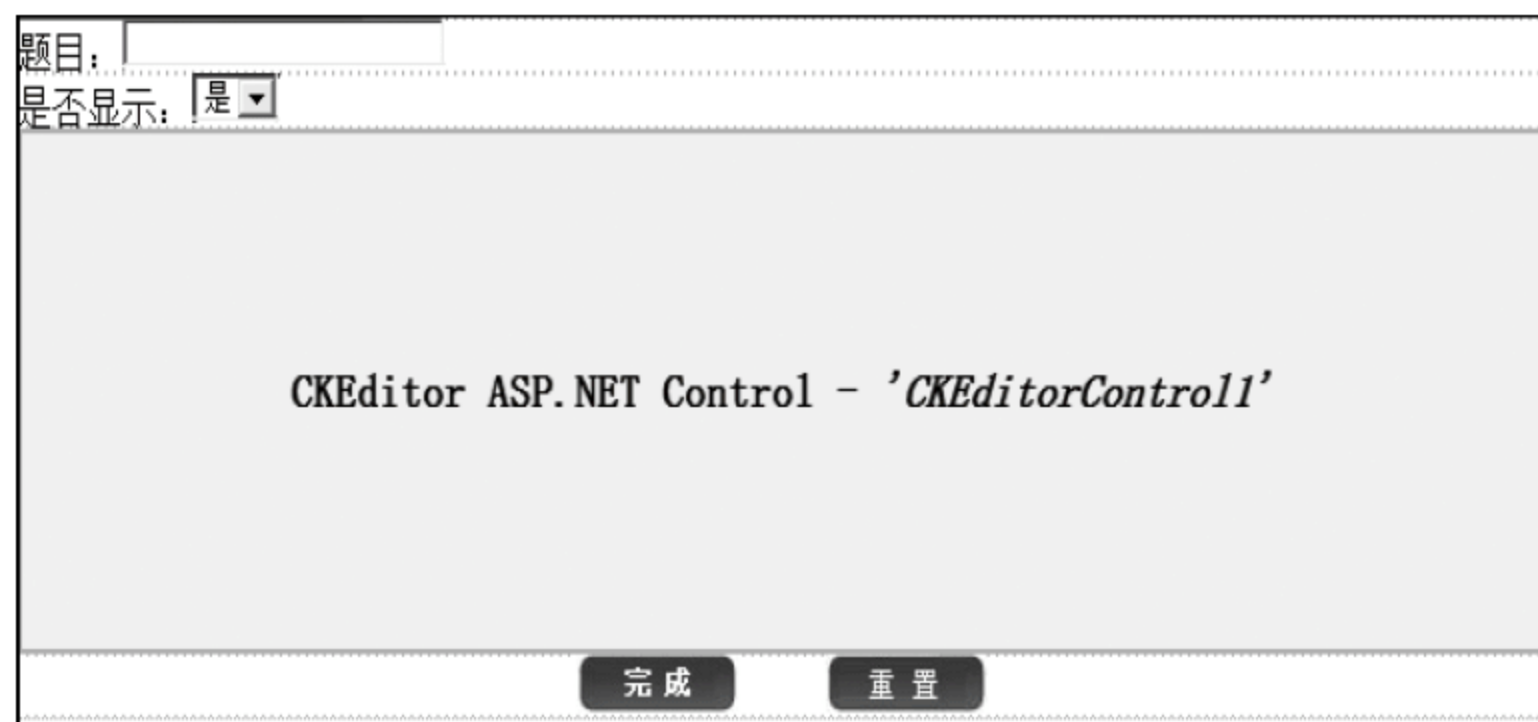 题目：
是否显示： 是
CKEditor ASP.NET Control - 'CKEditorControl1'
完成 重置